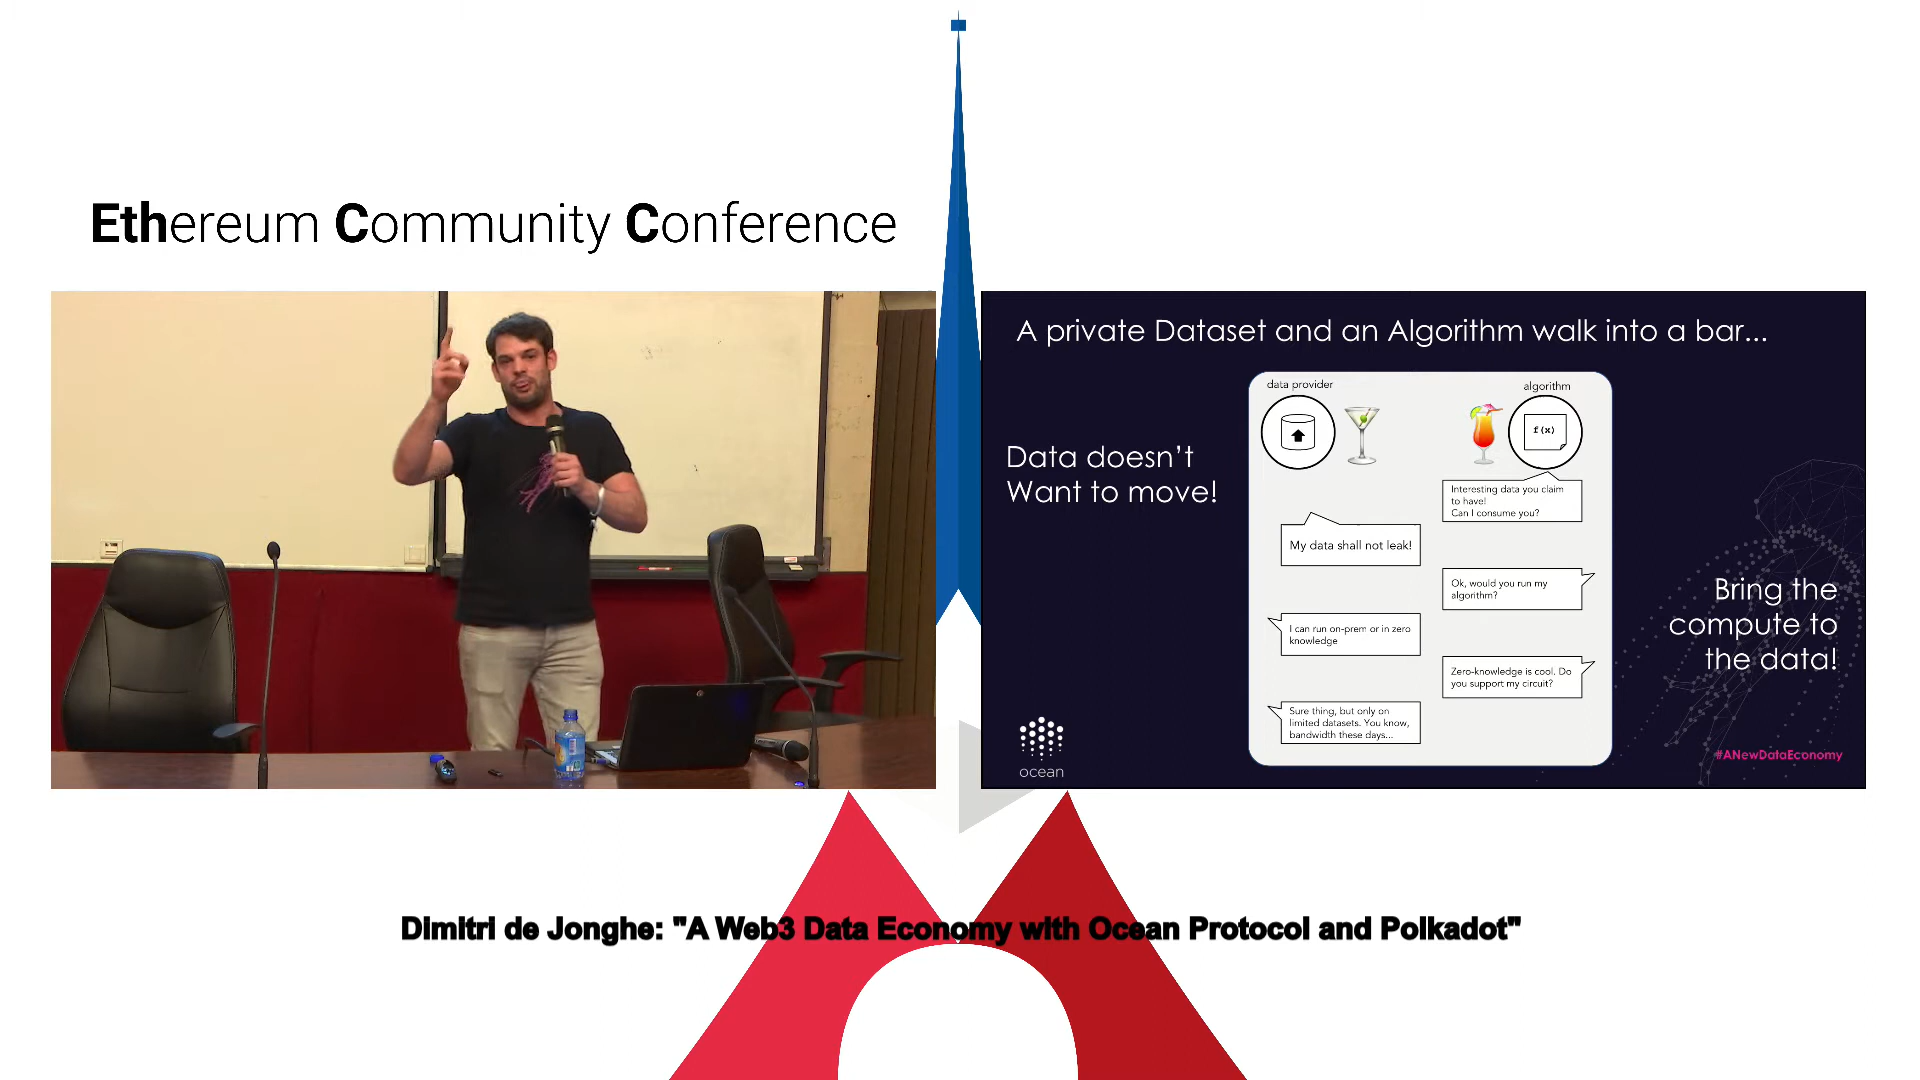 Ethereum Community Conference
A private Dataset and an Algorithm walk into a bar...
data provider
algorithm
f(x)
Data doesn't
Want to move!
Interesting data you claim
to have!
Can I consume you?
My data shall not leak!
Ok, would you run my
algorithm?
I can run on-prem or in zero
knowledge
Zero-knowledge is cool. Do
you support my circuit?
Sure thing, but only on
limited datasets. You know,
bandwidth these days...
Bring the
compute to
the data!
ocean
#ANewDataEconomy
Dimitri de Jonghe: "A Web3 Data Economy with Ocean Protocol and Polkadot"